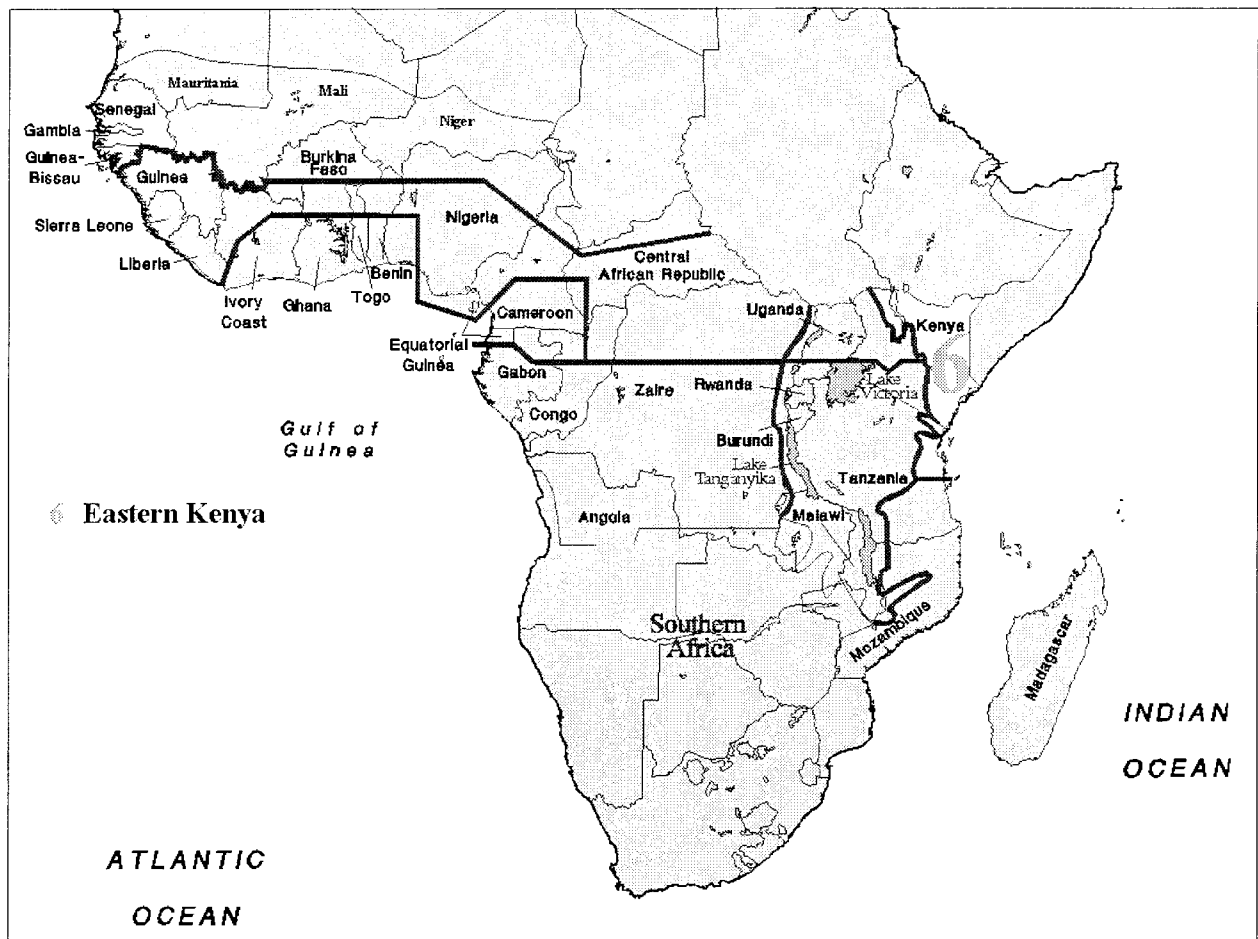 Mauritania
Mali
Niger
Senegal
Gambia
Guinea-
Bissau
Guinea
Burkina
Faso
Sierra Leone
Liberia
Ivory
Coast
Ghana
Togo
Benin
Nigeria
Central
African Republic
Cameroon
Equatorial
Guinea
Gabon
Congo
Zaire
Uganda
Kenya
6
Rwanda
Lake
Victoria
Burundi
Lake
Tanganyika
Tanzania
Gulf of
Guinea
6 Eastern Kenya
Angola
Malawi
Southern
Africa
Mozambique
Madagascar
INDIAN
OCEAN
ATLANTIC
OCEAN